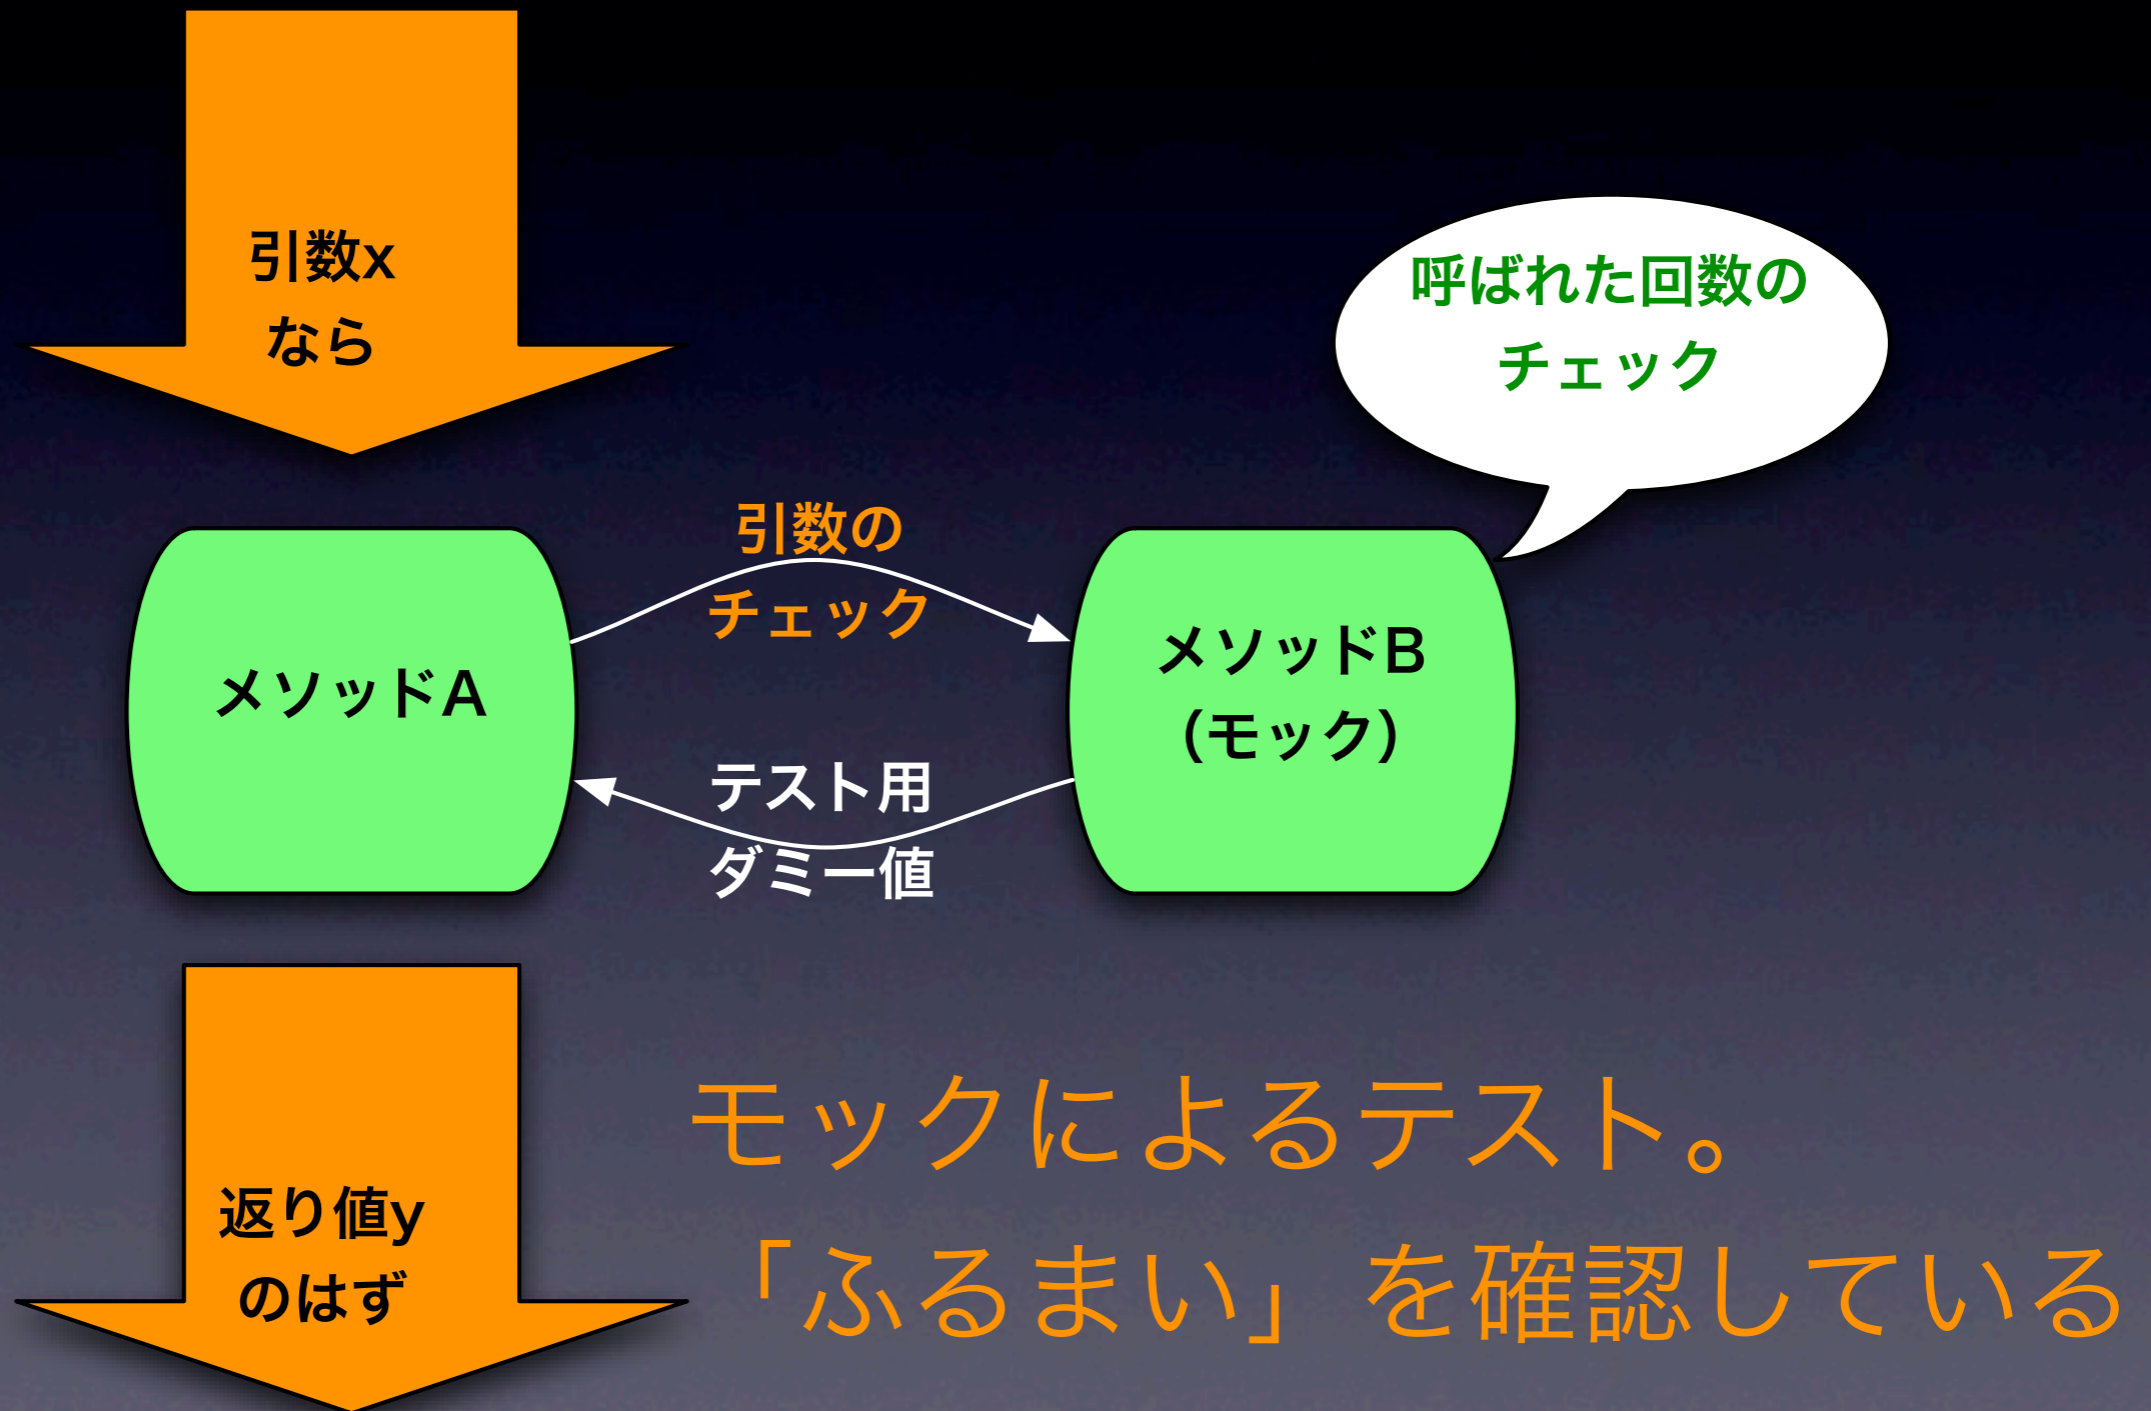 引数x
なら
呼ばれた回数の
チェック
引数の
チェック
メソッドA
メソッドB
(モック)
テスト用
ダミー値
返り値y
のはず
モックによるテスト。
「ふるまい」を確認している